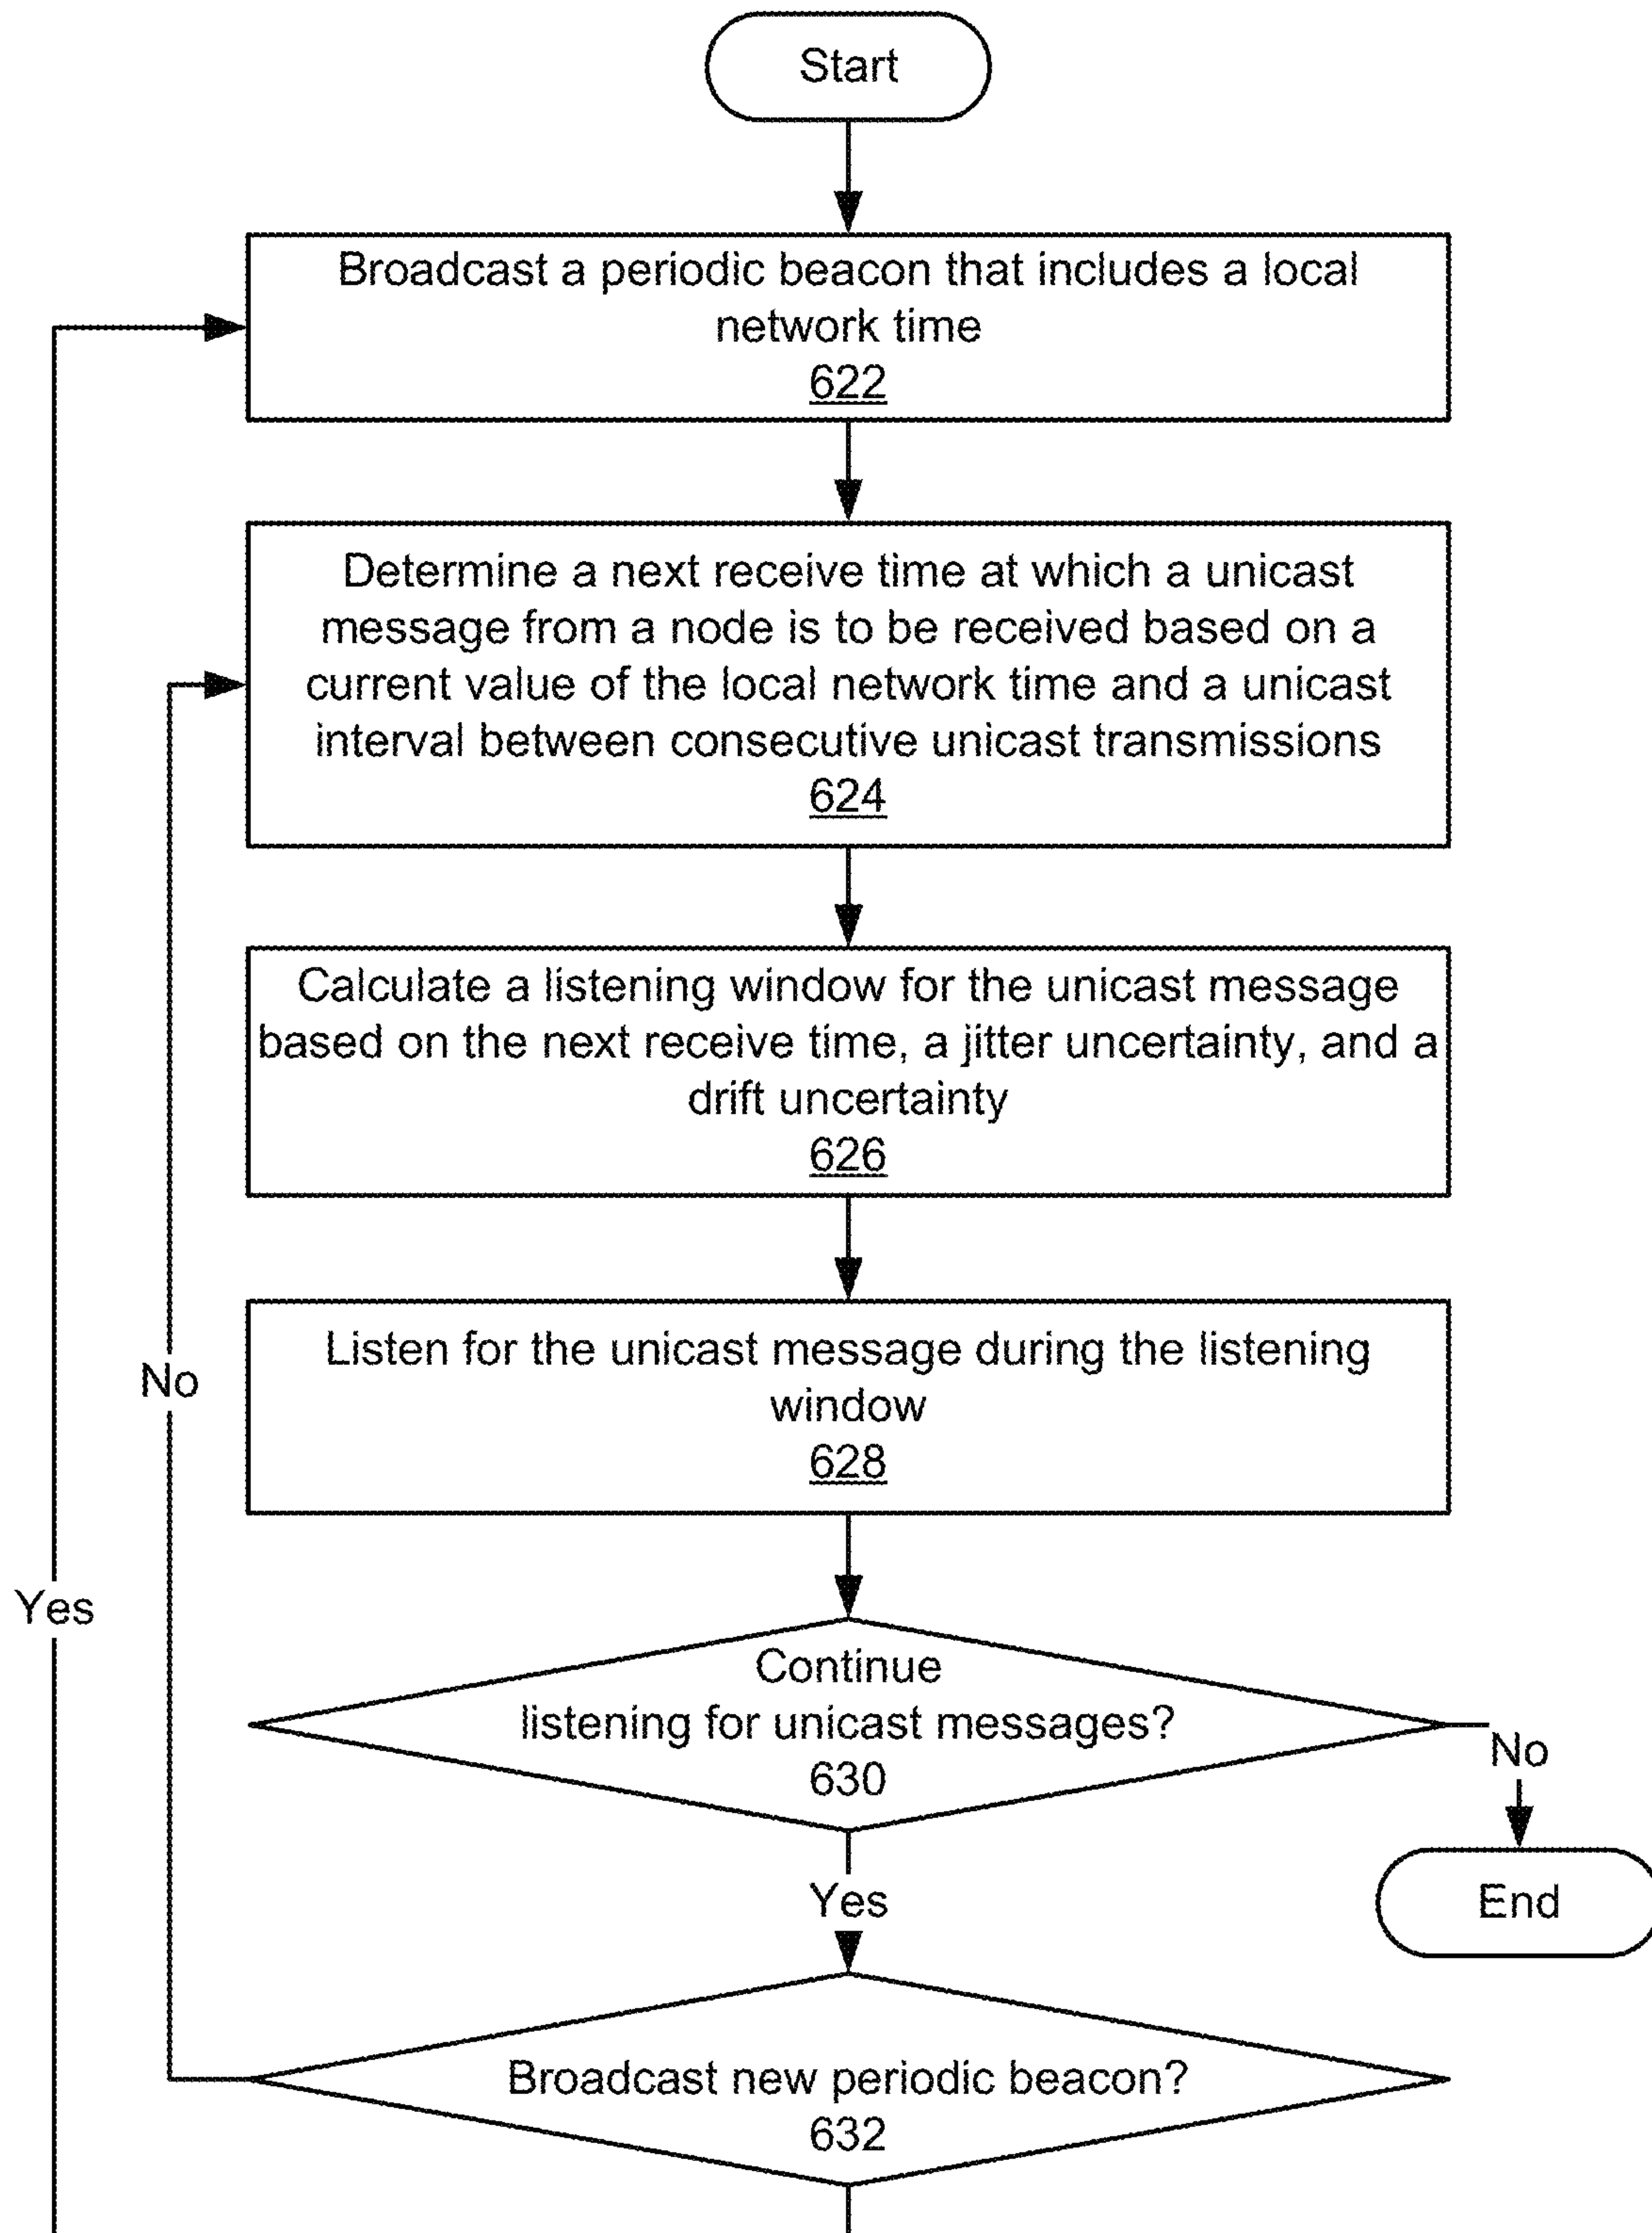 Start
Broadcast a periodic beacon that includes a local
network time
622
Determine a next receive time at which a unicast
message from a node is to be received based on a
current value of the local network time and a unicast
interval between consecutive unicast transmissions
624
Calculate a listening window for the unicast message
based on the next receive time, a jitter uncertainty, and a
drift uncertainty
626
Listen for the unicast message during the listening
window
628
No
Yes
Continue
listening for unicast messages?
630
No
Yes
End
Broadcast new periodic beacon?
632